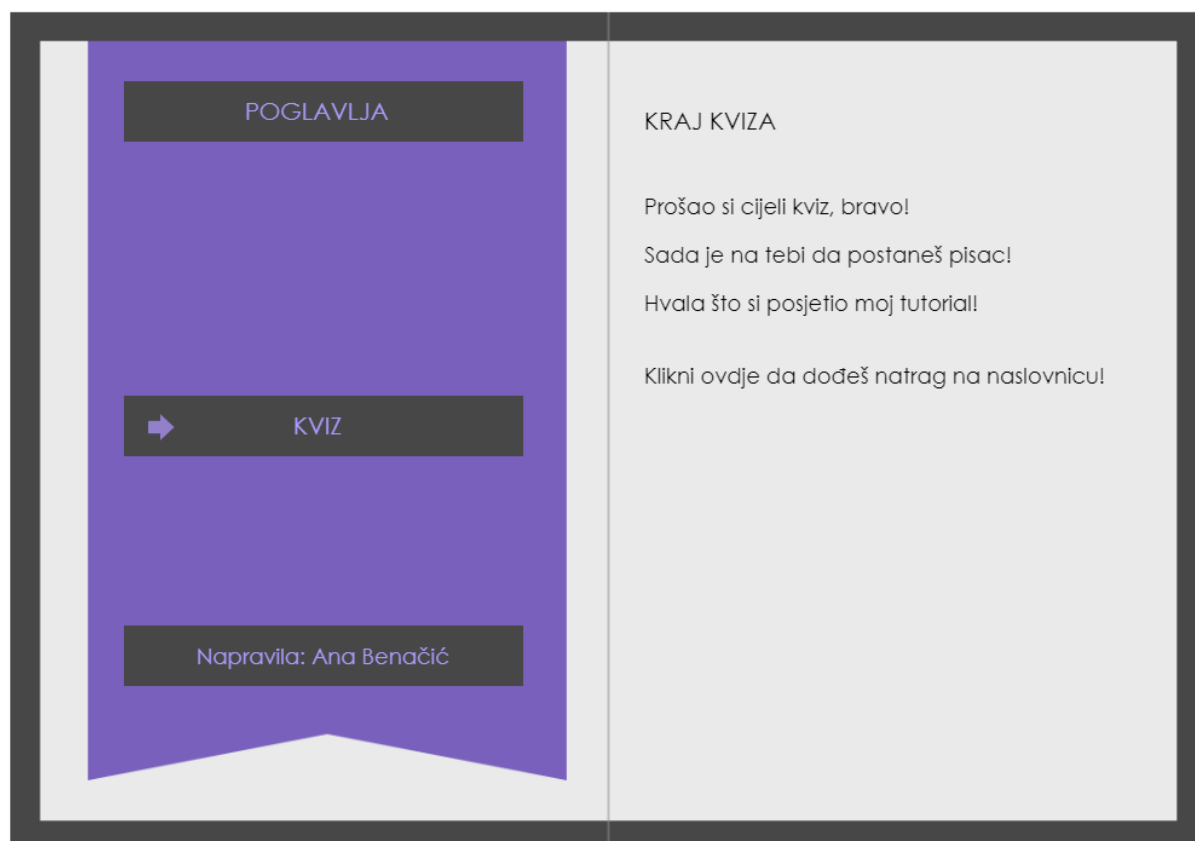 POGLAVLJA
KVIZ
Napravila: Ana Benačić
KRAJ KVIZA
Prošao si cijeli kviz, bravo!
Sada je na tebi da postaneš pisac!
Hvala što si posjetio moj tutorial!
Klikni ovdje da dođeš natrag na naslovnicu!